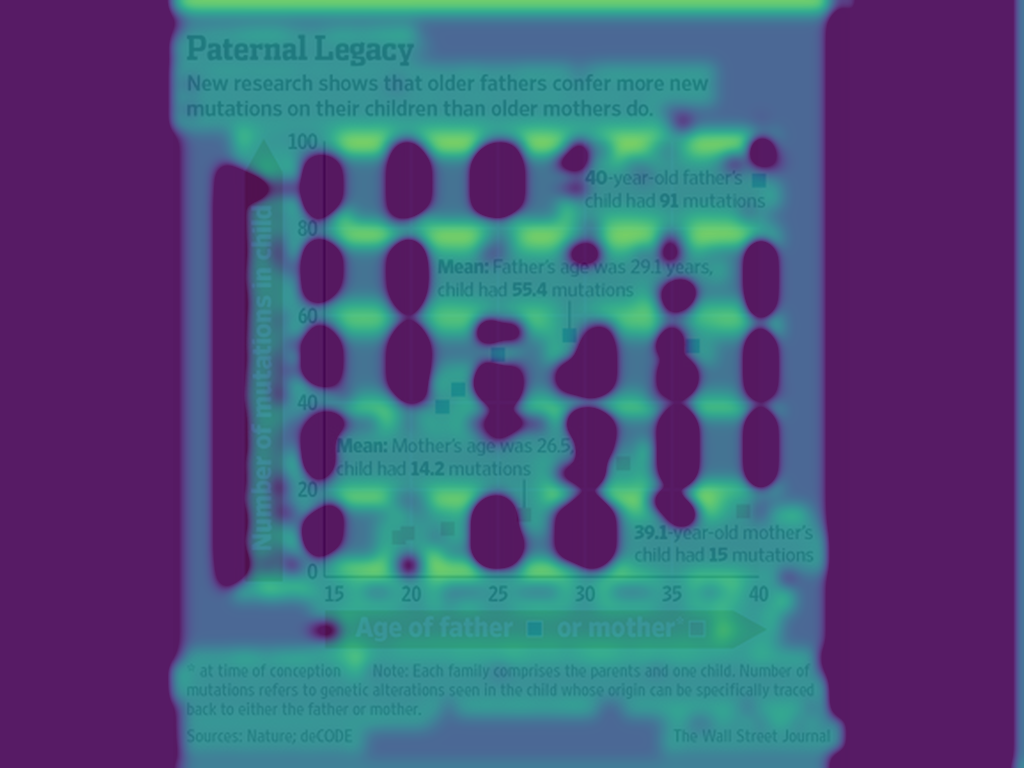 Paternal Legacy
New research shows that older fathers confer more new
mutations on their children than older mothers do.
100
80
60
40
20
0
Number of mutations in child
40-year-old father's
child had 91 mutations
Mean: Father's age was 29.1 years,
child had 55.4 mutations
Mean: Mother's age was 26.5,
child had 14.2 mutations
39.1-year-old mother's
child had 15 mutations
15 20 25 30 35 40
Age of father or mother*
* at time of conception Note: Each family comprises the parents and one child. Number of
mutations refers to genetic alterations seen in the child whose origin can be specifically traced
back to either the father or mother.
Sources: Nature; deCODE The Wall Street Journal